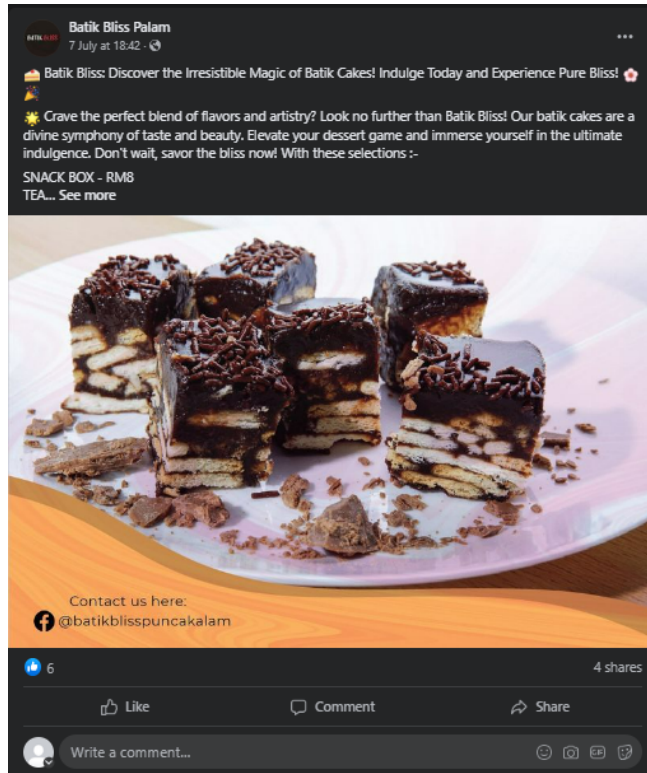 BATIK BLISS
Batik Bliss Palam
7 July at 18:42 ·
🍰 Batik Bliss: Discover the Irresistible Magic of Batik Cakes! Indulge Today and Experience Pure Bliss! 🌸
🎉
🌟 Crave the perfect blend of flavors and artistry? Look no further than Batik Bliss! Our batik cakes are a
divine symphony of taste and beauty. Elevate your dessert game and immerse yourself in the ultimate
indulgence. Don't wait, savor the bliss now! With these selections :-
SNACK BOX - RM8
TEA... See more
Contact us here:
@batikblisspuncakalam
6
4 shares
Like
Comment
Share
Write a comment...
GIF